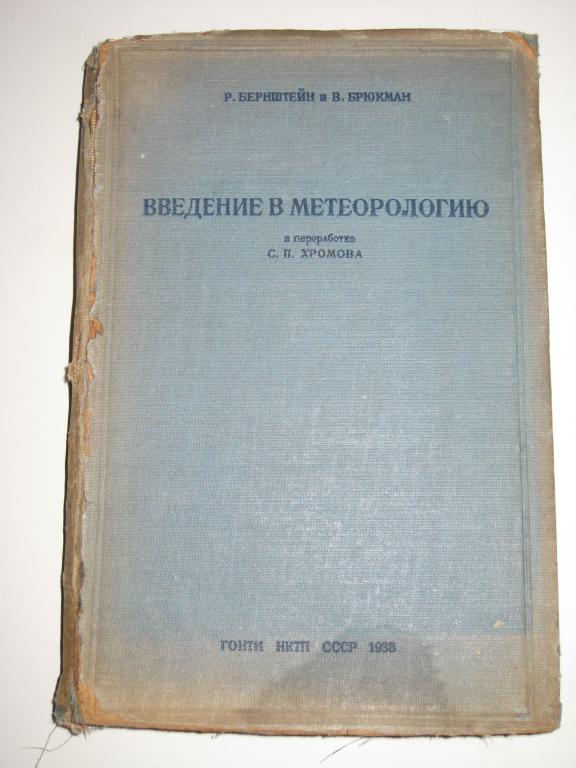 Р. БЕРНШТЕЙН и В. БРЮКМАН
ВВЕДЕНИЕ В МЕТЕОРОЛОГИЮ
в переработке
С. П. ХРОМОВА
ГОНТИ НКТП СССР 1938